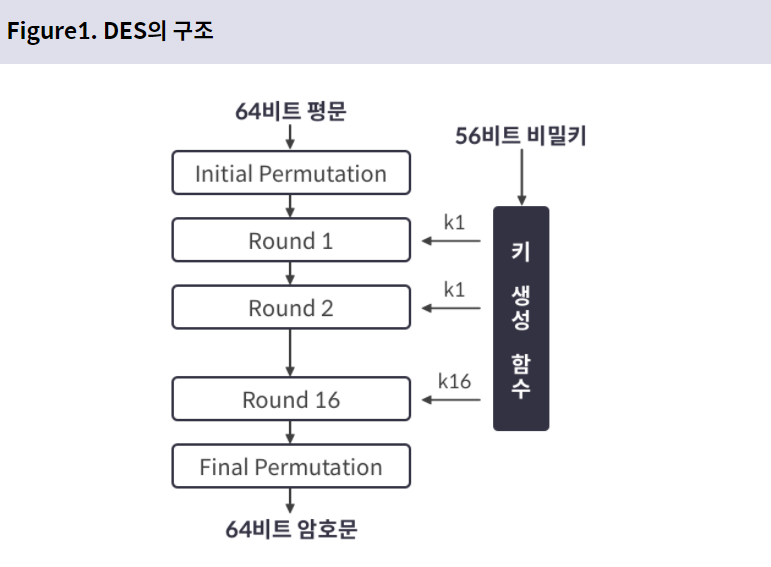 Figure1. DES의 구조
64비트 평문
56비트 비밀키
Initial Permutation
k1
Round 1
k1
Round 2
k16
Round 16
Final Permutation
64비트 암호문
키 생성 함수